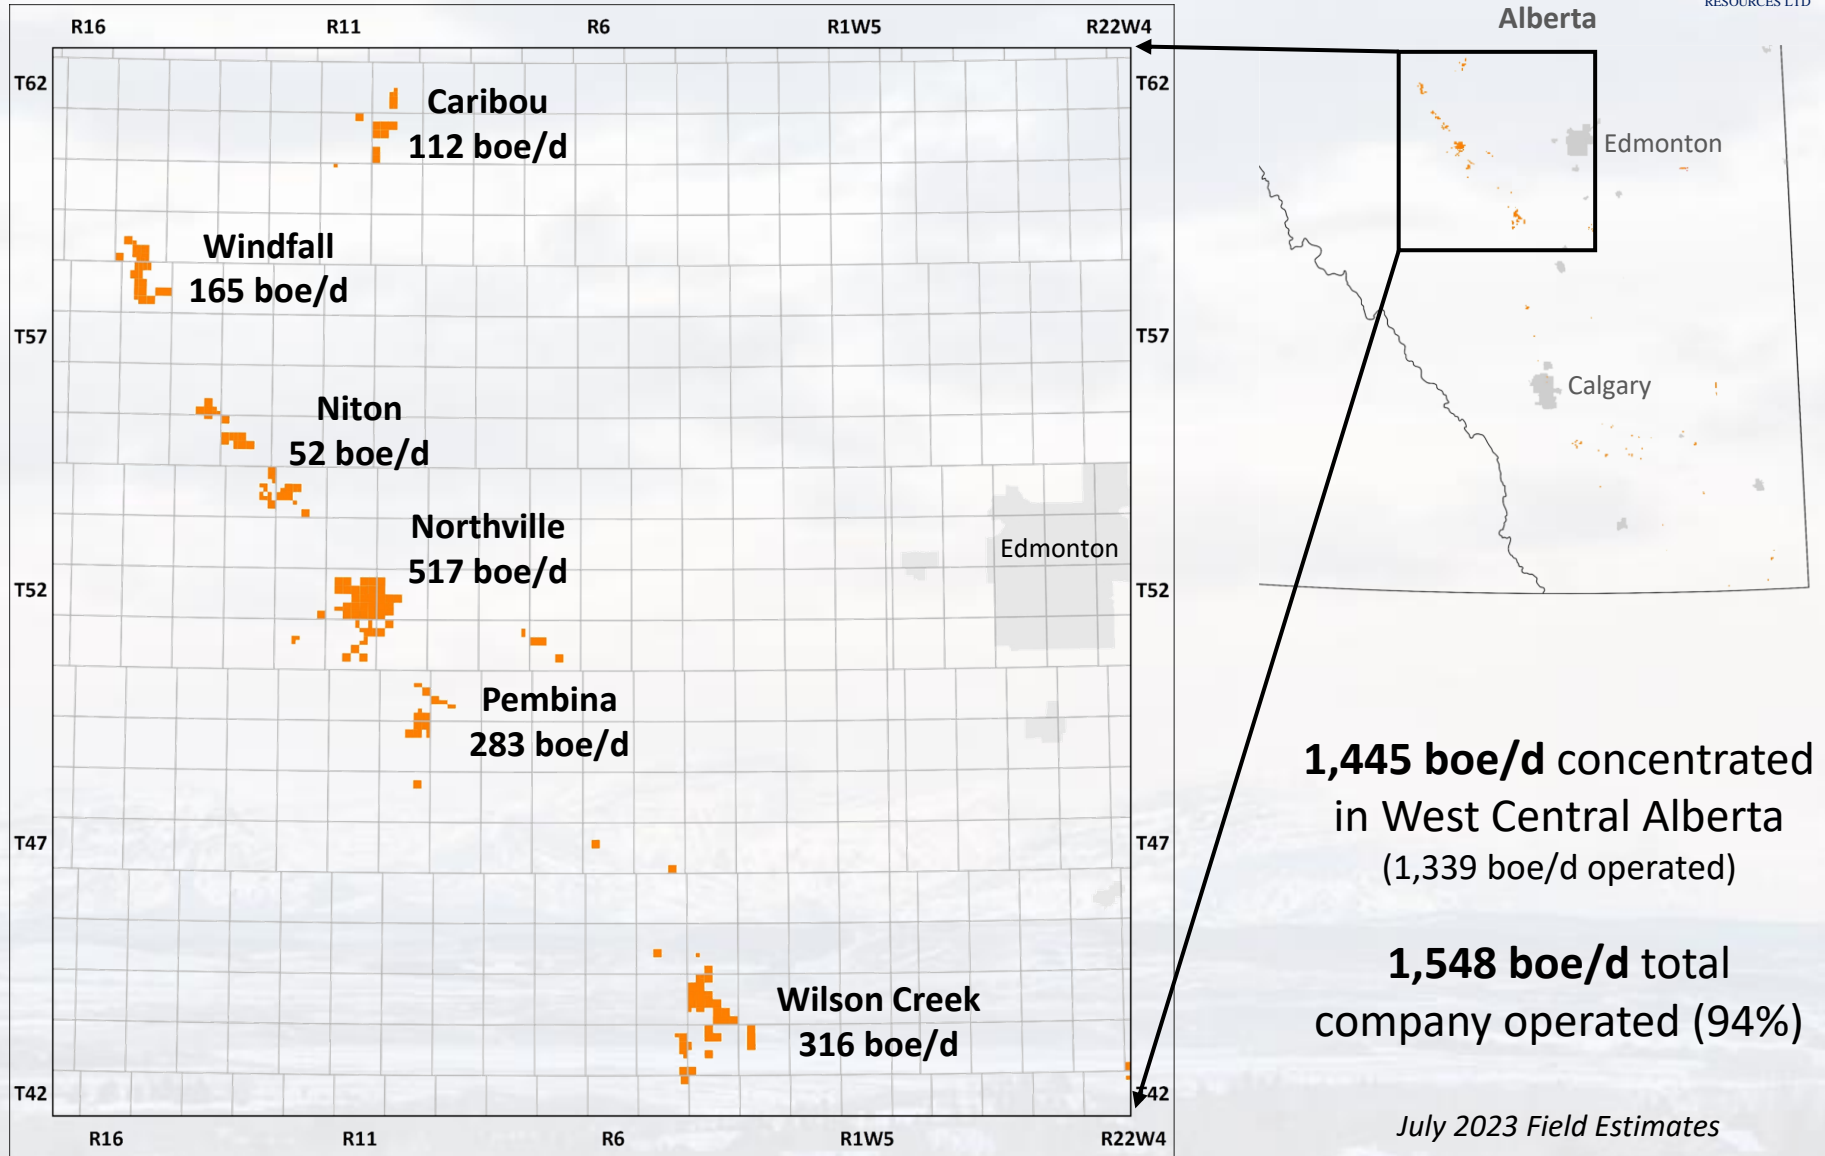 RESOURCES LTD
Alberta
R16 R11 R6 R1W5 R22W4
T62 T62
Caribou
112 boe/d
Edmonton
Windfall
165 boe/d
T57 T57
Calgary
Niton
52 boe/d
Northville
517 boe/d
Edmonton
T52 T52
Pembina
283 boe/d
1,445 boe/d concentrated
in West Central Alberta
(1,339 boe/d operated)
T47 T47
1,548 boe/d total
company operated (94%)
Wilson Creek
316 boe/d
T42 T42
R16 R11 R6 R1W5 R22W4
July 2023 Field Estimates